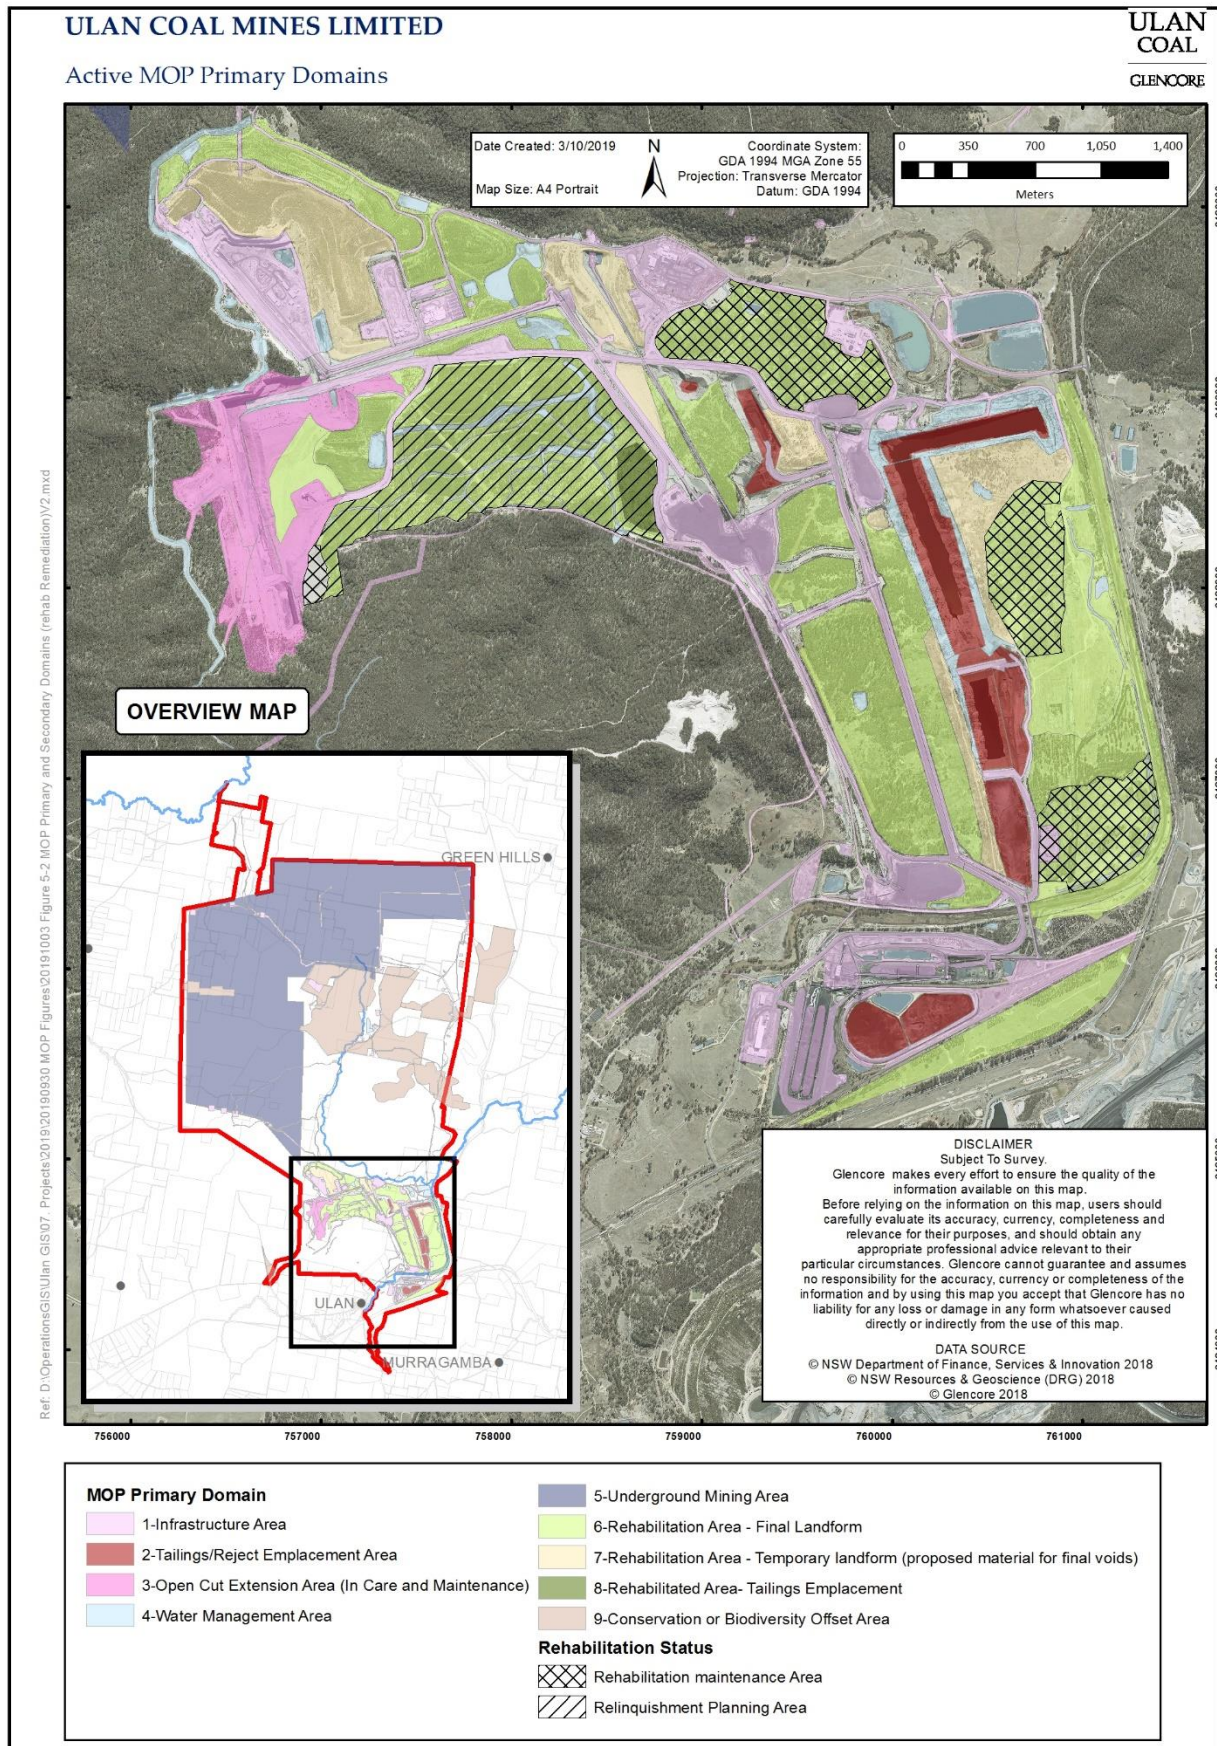 ULAN COAL MINES LIMITED
Active MOP Primary Domains
ULAN
COAL
GLENCORE
Date Created: 3/10/2019
Map Size: A4 Portrait
N
Coordinate System:
GDA 1994 MGA Zone 55
Projection: Transverse Mercator
Datum: GDA 1994
0 350 700 1,050 1,400
Meters
Ref: D:\OperationsGIS\Ulan GIS\07. Projects\2019\20190930 MOP Figures\20191003 Figure 5-2 MOP Primary and Secondary Domains (rehab Remediation)V2.mxd
OVERVIEW MAP
GREEN HILLS
ULAN
MURRAGAMBA
DISCLAIMER
Subject To Survey.
Glencore makes every effort to ensure the quality of the
information available on this map.
Before relying on the information on this map, users should
carefully evaluate its accuracy, currency, completeness and
relevance for their purposes, and should obtain any
appropriate professional advice relevant to their
particular circumstances. Glencore cannot guarantee and assumes
no responsibility for the accuracy, currency or completeness of the
information and by using this map you accept that Glencore has no
liability for any loss or damage in any form whatsoever caused
directly or indirectly from the use of this map.
DATA SOURCE
© NSW Department of Finance, Services & Innovation 2018
© NSW Resources & Geoscience (DRG) 2018
© Glencore 2018
756000 757000 758000 759000 760000 761000
MOP Primary Domain
1-Infrastructure Area
2-Tailings/Reject Emplacement Area
3-Open Cut Extension Area (In Care and Maintenance)
4-Water Management Area
5-Underground Mining Area
6-Rehabilitation Area - Final Landform
7-Rehabilitation Area - Temporary landform (proposed material for final voids)
8-Rehabilitated Area- Tailings Emplacement
9-Conservation or Biodiversity Offset Area
Rehabilitation Status
Rehabilitation maintenance Area
Relinquishment Planning Area